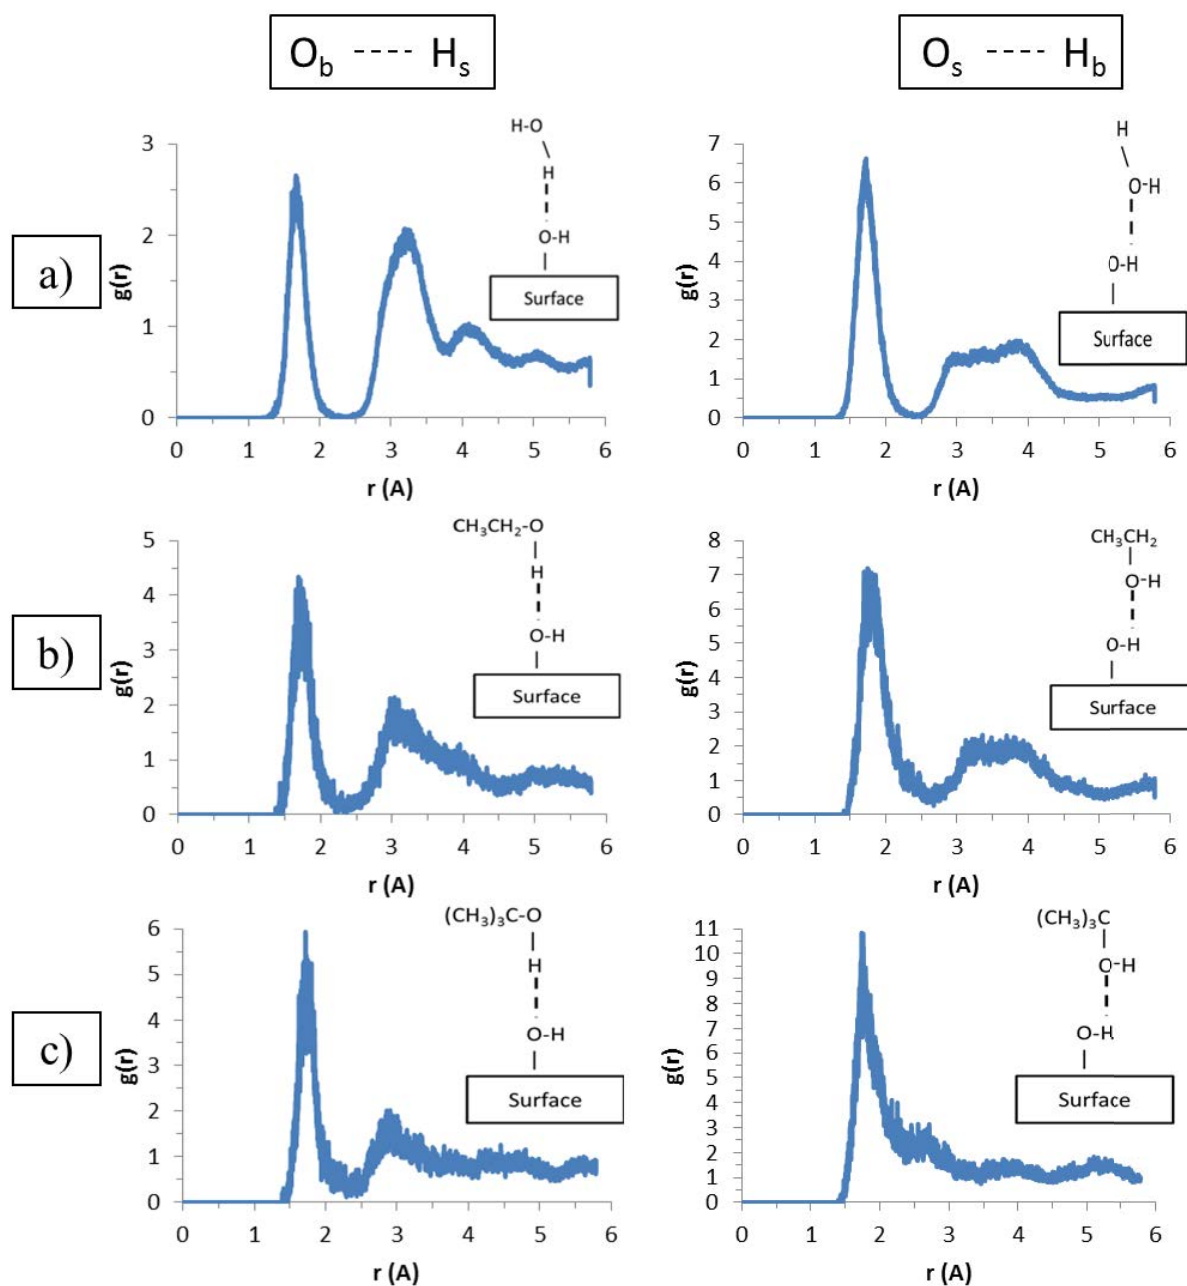 O_b ---- H_s
O_s ---- H_b
a)
g(r)
3
2
1
0
0 1 2 3 4 5 6
r (A)
H-O
H
O-H
Surface
g(r)
7
6
5
4
3
2
1
0
0 1 2 3 4 5 6
r (A)
H
O-H
O-H
Surface
b)
g(r)
5
4
3
2
1
0
0 1 2 3 4 5 6
r (A)
CH₃CH₂-O
H
O-H
Surface
g(r)
8
7
6
5
4
3
2
1
0
0 1 2 3 4 5 6
r (A)
CH₃CH₂
O-H
O-H
Surface
c)
g(r)
6
5
4
3
2
1
0
0 1 2 3 4 5 6
r (A)
(CH₃)₃C-O
H
O-H
Surface
g(r)
11
10
9
8
7
6
5
4
3
2
1
0
0 1 2 3 4 5 6
r (A)
(CH₃)₃C
O-H
O-H
Surface